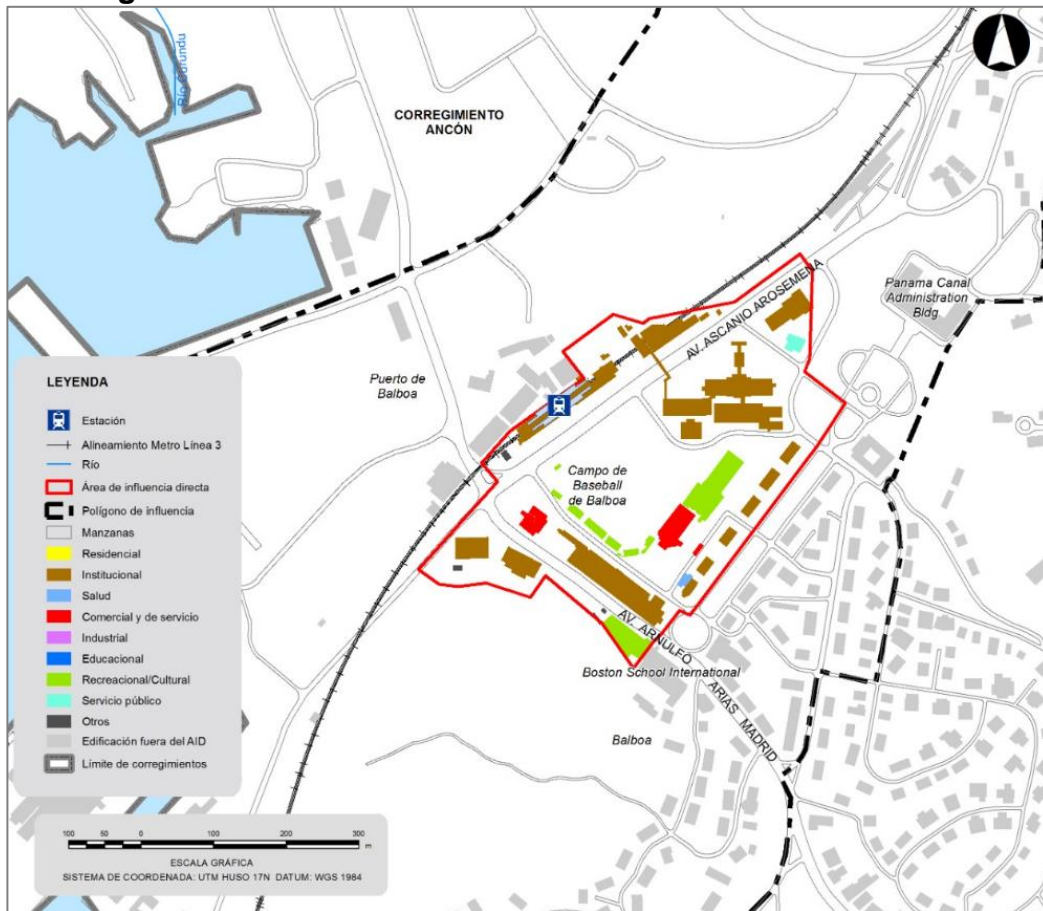 Río Curundu
CORREGIMIENTO
ANCÓN
AV. ASCANIO AROSEMENA
Panama Canal
Administration
Bldg
Puerto de
Balboa
Campo de
Baseball
de Balboa
AV. ARNULFO ARIAS MADRID
Boston School International
Balboa
LEYENDA
Estación
Alineamiento Metro Línea 3
Río
Área de influencia directa
Polígono de influencia
Manzanas
Residencial
Institucional
Salud
Comercial y de servicio
Industrial
Educacional
Recreacional/Cultural
Servicio público
Otros
Edificación fuera del AID
Límite de corregimientos
100 50 0 100 200 300
m
ESCALA GRÁFICA
SISTEMA DE COORDENADA: UTM HUSO 17N DATUM: WGS 1984